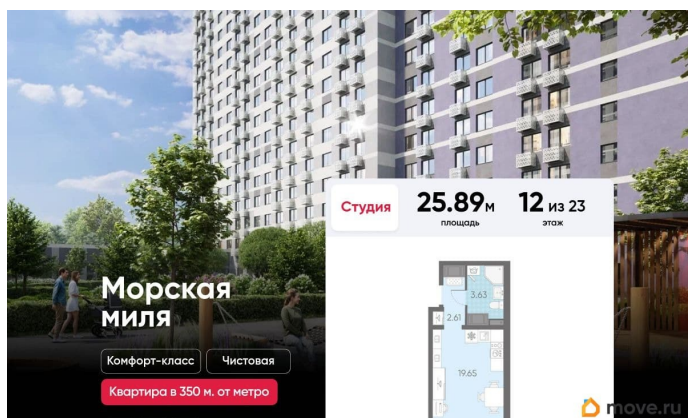 Студия
25.89м
площадь
12 из 23
этаж
3.63
2.61
19.65
Морская
миля
Комфорт-класс
Чистовая
Квартира в 350 м. от метро
move.ru